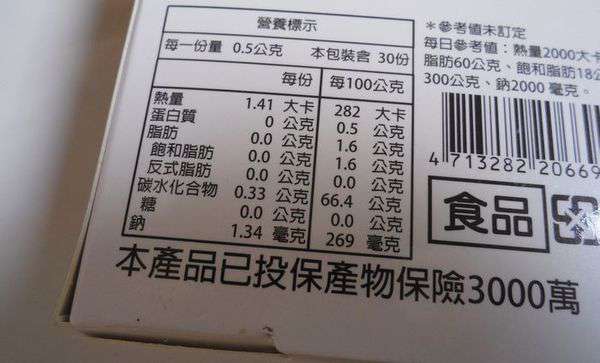 營養標示
每一份量 0.5公克 本包裝含 30份
每份 每100公克
熱量 1.41 大卡 282 大卡
蛋白質 0 公克 0.5 公克
脂肪 0.0 公克 1.6 公克
飽和脂肪 0.0 公克 1.6 公克
反式脂肪 0.0 公克 0.0 公克
碳水化合物 0.33 公克 66.4 公克
糖 0.0 公克 0.0 公克
鈉 1.34 毫克 269 毫克
＊參考值未訂定
每日參考值：熱量2000大卡
脂肪60公克、飽和脂肪18公
300公克、鈉2000 毫克。
4 713282 20669
食品
本產品已投保產物保險3000萬